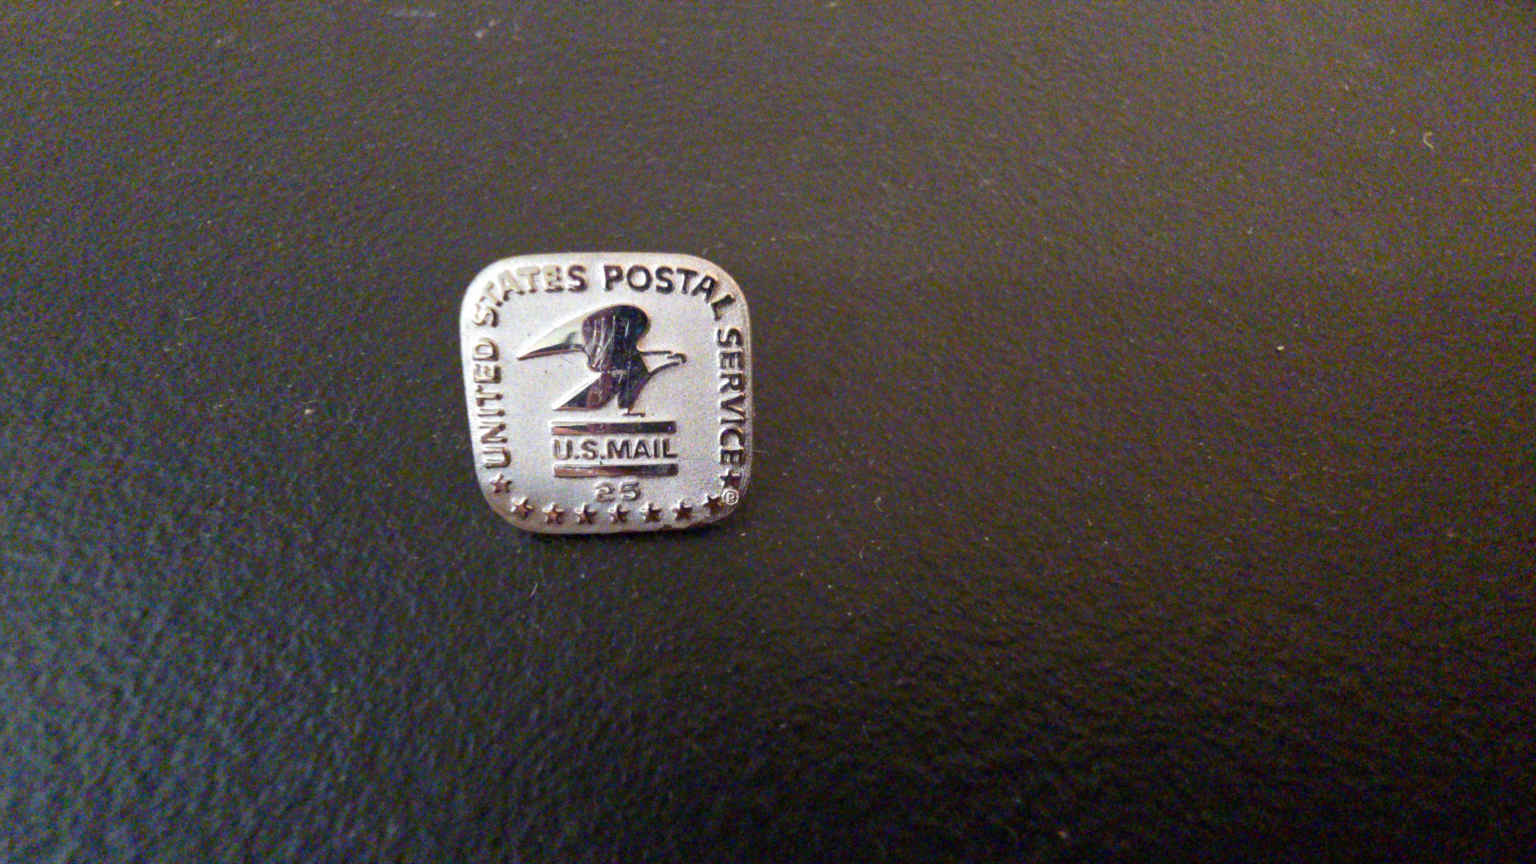 UNITED STATES POSTAL SERVICE
U.S.MAIL
25
®